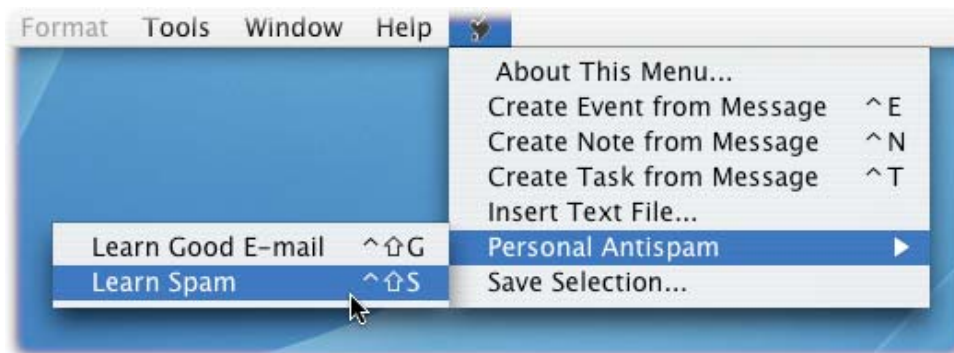 Format Tools Window Help
About This Menu...
Create Event from Message ^E
Create Note from Message ^N
Create Task from Message ^T
Insert Text File...
Personal Antispam
Learn Good E-mail ^⇧G
Learn Spam ^⇧S
Save Selection...